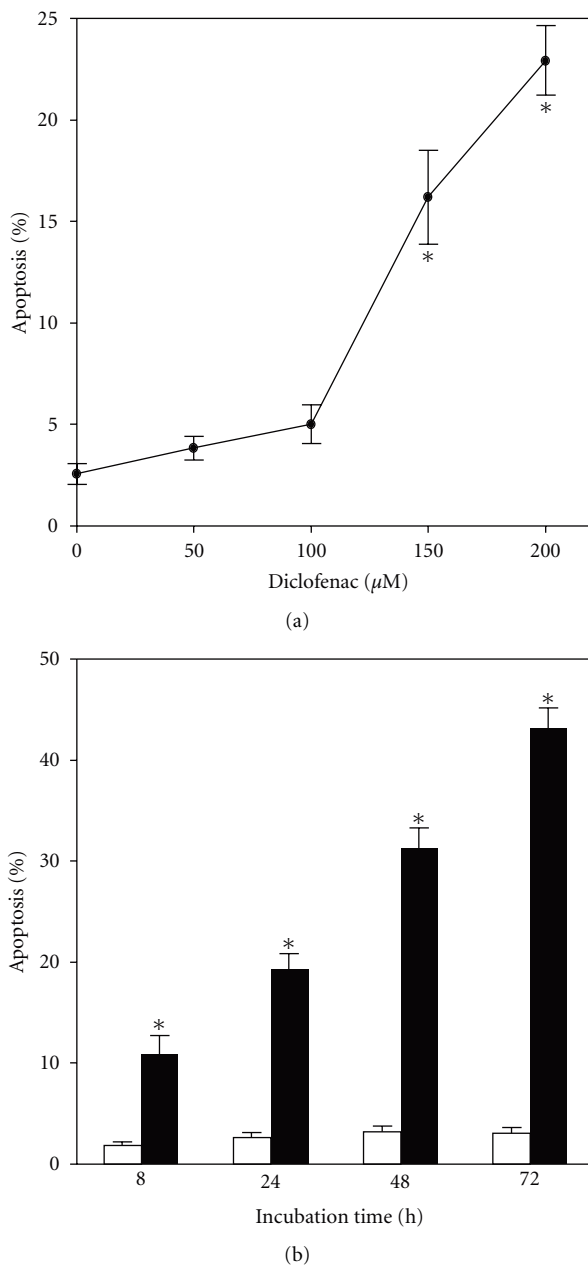 25
20
15
10
5
0
Apoptosis (%)
*
*
0 50 100 150 200
Diclofenac (μM)
(a)
50
40
30
20
10
0
Apoptosis (%)
*
*
*
*
8 24 48 72
Incubation time (h)
(b)